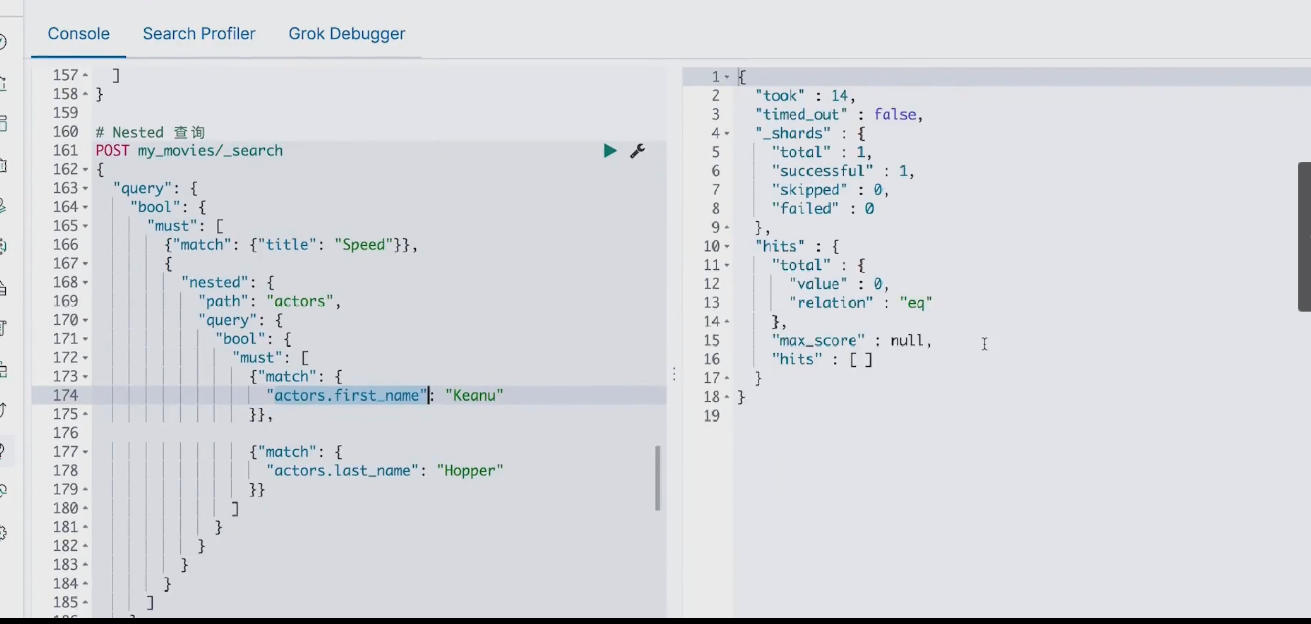 Console Search Profiler Grok Debugger
157 ]
158 }
159
160 # Nested 查询
161 POST my_movies/_search
162 {
163 "query": {
164 "bool": {
165 "must": [
166 {"match": {"title": "Speed"}},
167 {
168 "nested": {
169 "path": "actors",
170 "query": {
171 "bool": {
172 "must": [
173 {"match": {
174 "actors.first_name": "Keanu"
175 }},
176
177 {"match": {
178 "actors.last_name": "Hopper"
179 }}
180 ]
181 }
182 }
183 }
184 }
185 ]
1 {
2 "took" : 14,
3 "timed_out" : false,
4 "_shards" : {
5 "total" : 1,
6 "successful" : 1,
7 "skipped" : 0,
8 "failed" : 0
9 },
10 "hits" : {
11 "total" : {
12 "value" : 0,
13 "relation" : "eq"
14 },
15 "max_score" : null,
16 "hits" : [ ]
17 }
18 }
19